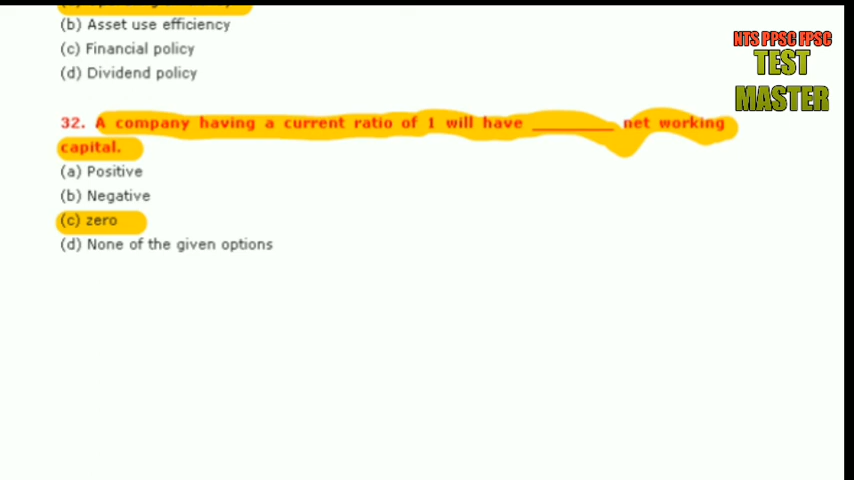 (b) Asset use efficiency
(c) Financial policy
(d) Dividend policy
NTS PPSC FPSC
TEST
MASTER
32. A company having a current ratio of 1 will have _________ net working
capital.
(a) Positive
(b) Negative
(c) zero
(d) None of the given options